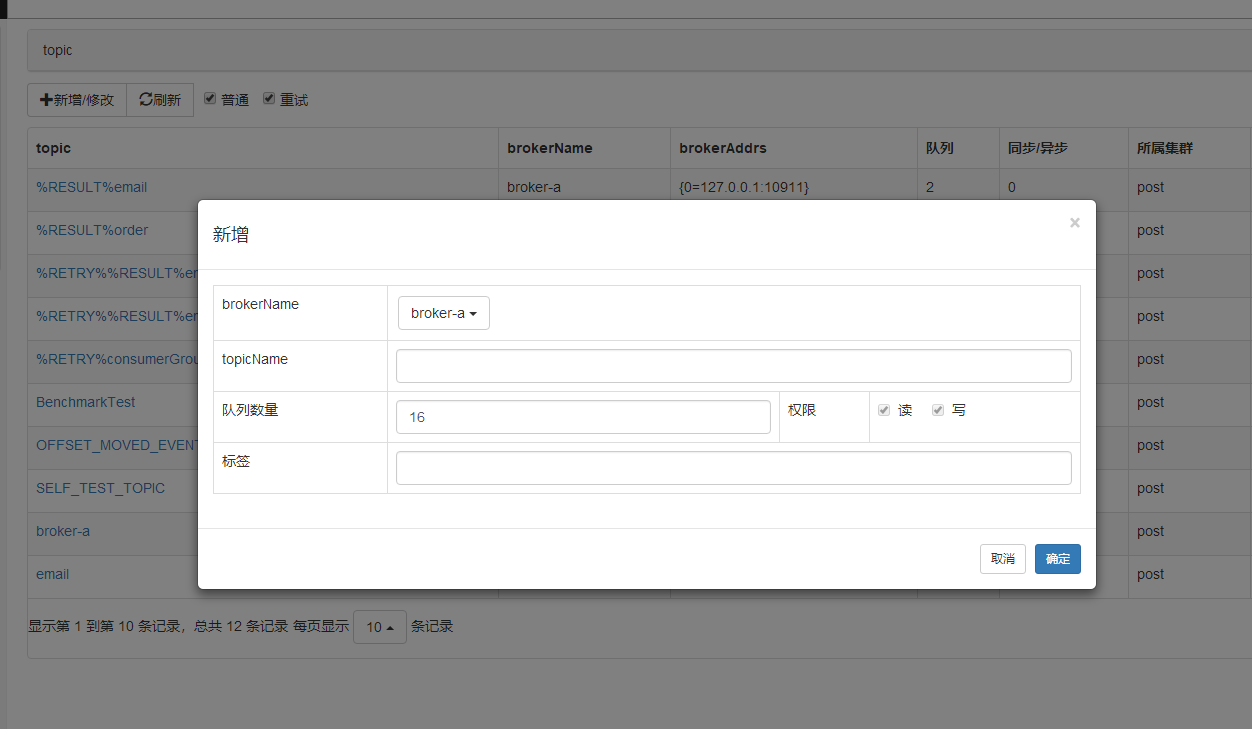 topic
新增/修改 刷新 普通 重试
topic brokerName brokerAddrs 队列 同步/异步 所属集群
%RESULT%email broker-a {0=127.0.0.1:10911} 2 0 post
新增 ×
%RESULT%order post
%RETRY%%RESULT%er post
brokerName broker-a
%RETRY%%RESULT%er post
topicName
%RETRY%consumerGrou post
BenchmarkTest post
队列数量 16 权限 读 写
OFFSET_MOVED_EVENT post
标签
SELF_TEST_TOPIC post
broker-a post
取消 确定
email post
显示第 1 到第 10 条记录，总共 12 条记录 每页显示 10 条记录